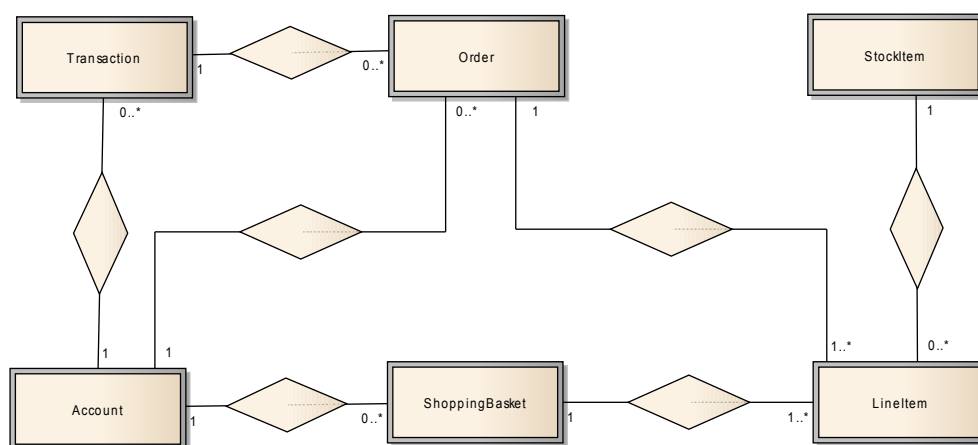 Transaction
1
0..*
Order
StockItem
0..*
0..*
1
1
1
1
1..*
0..*
Account
1
0..*
ShoppingBasket
1
1..*
LineItem